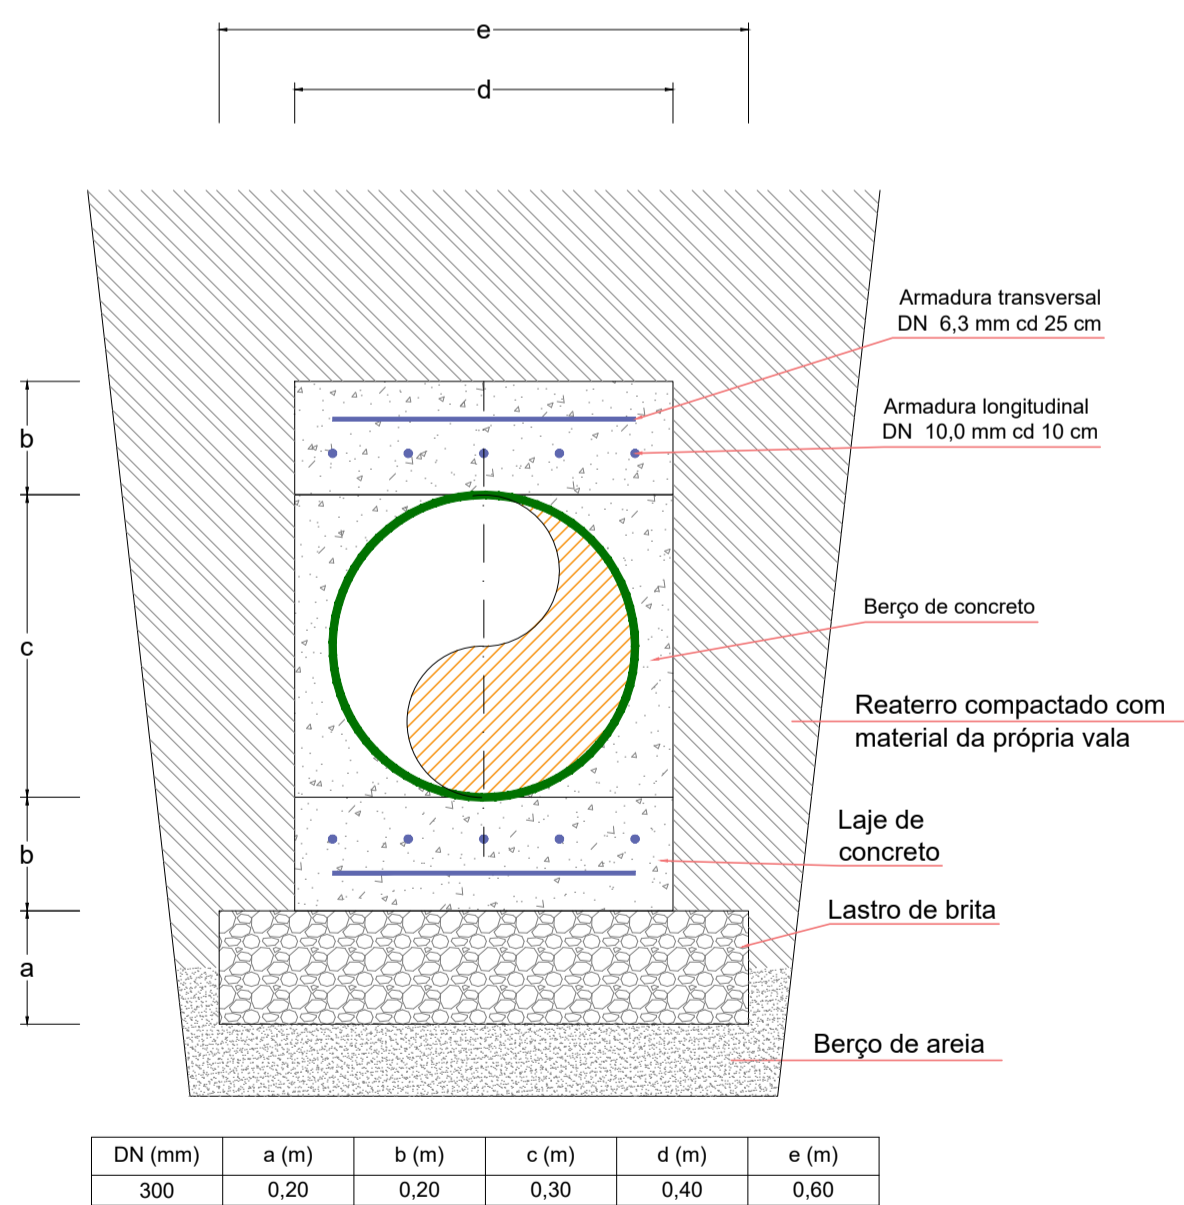 e
d
Armadura transversal
DN 6,3 mm cd 25 cm
b
Armadura longitudinal
DN 10,0 mm cd 10 cm
c
Berço de concreto
Reaterro compactado com
material da própria vala
b
Laje de
concreto
Lastro de brita
a
Berço de areia
DN (mm) a (m) b (m) c (m) d (m) e (m)
300 0,20 0,20 0,30 0,40 0,60